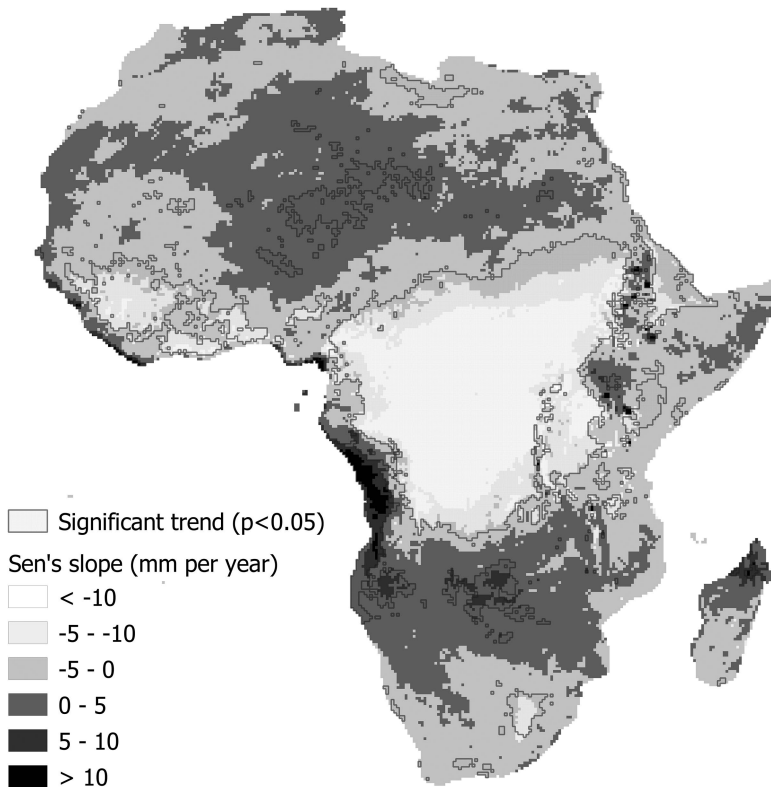 Significant trend (p<0.05)
Sen's slope (mm per year)
< -10
-5 - -10
-5 - 0
0 - 5
5 - 10
> 10